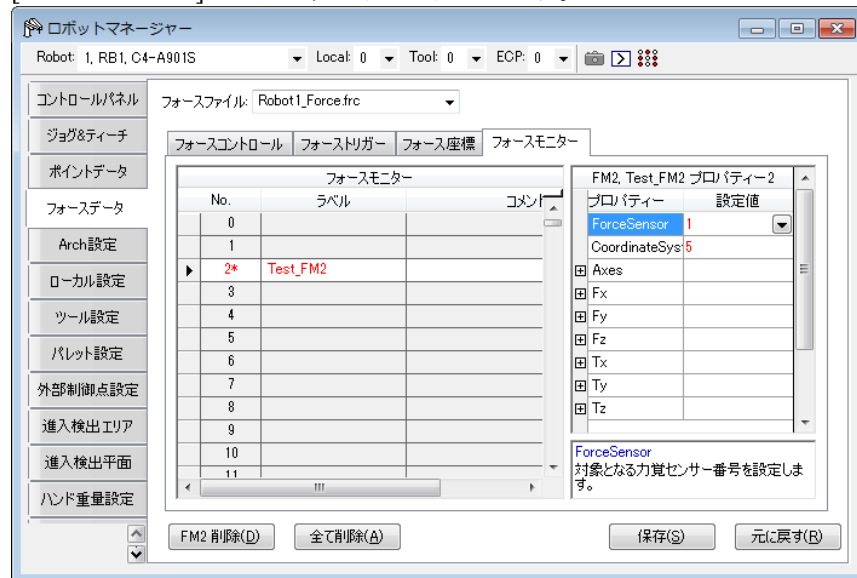 ロボットマネージャー
Robot: 1, RB1, C4-A901S Local: 0 Tool: 0 ECP: 0
コントロールパネル
ジョグ&ティーチ
ポイントデータ
フォースデータ
Arch設定
ローカル設定
ツール設定
パレット設定
外部制御点設定
進入検出エリア
進入検出平面
ハンド重量設定
フォースファイル: Robot1_Force.frc
フォースコントロール フォーストリガー フォース座標 フォースモニター
フォースモニター
No. ラベル コメント
0
1
2* Test_FM2
3
4
5
6
7
8
9
10
11
FM2, Test_FM2 プロパティー2
プロパティー 設定値
ForceSensor 1
CoordinateSys 5
Axes
Fx
Fy
Fz
Tx
Ty
Tz
ForceSensor
対象となる力覚センサー番号を設定しま
す。
FM2 削除(D) 全て削除(A) 保存(S) 元に戻す(R)